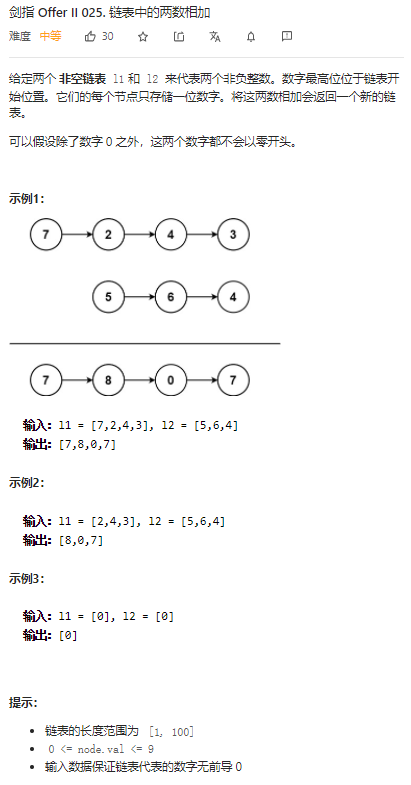 剑指 Offer II 025. 链表中的两数相加
难度 中等 30
给定两个 非空链表 l1 和 l2 来代表两个非负整数。数字最高位位于链表开
始位置。它们的每个节点只存储一位数字。将这两数相加会返回一个新的链
表。
可以假设除了数字 0 之外，这两个数字都不会以零开头。
示例1：
7 2 4 3
5 6 4
7 8 0 7
输入：l1 = [7,2,4,3], l2 = [5,6,4]
输出：[7,8,0,7]
示例2：
输入：l1 = [2,4,3], l2 = [5,6,4]
输出：[8,0,7]
示例3：
输入：l1 = [0], l2 = [0]
输出：[0]
提示：
• 链表的长度范围为 [1, 100]
• 0 <= node.val <= 9
• 输入数据保证链表代表的数字无前导 0